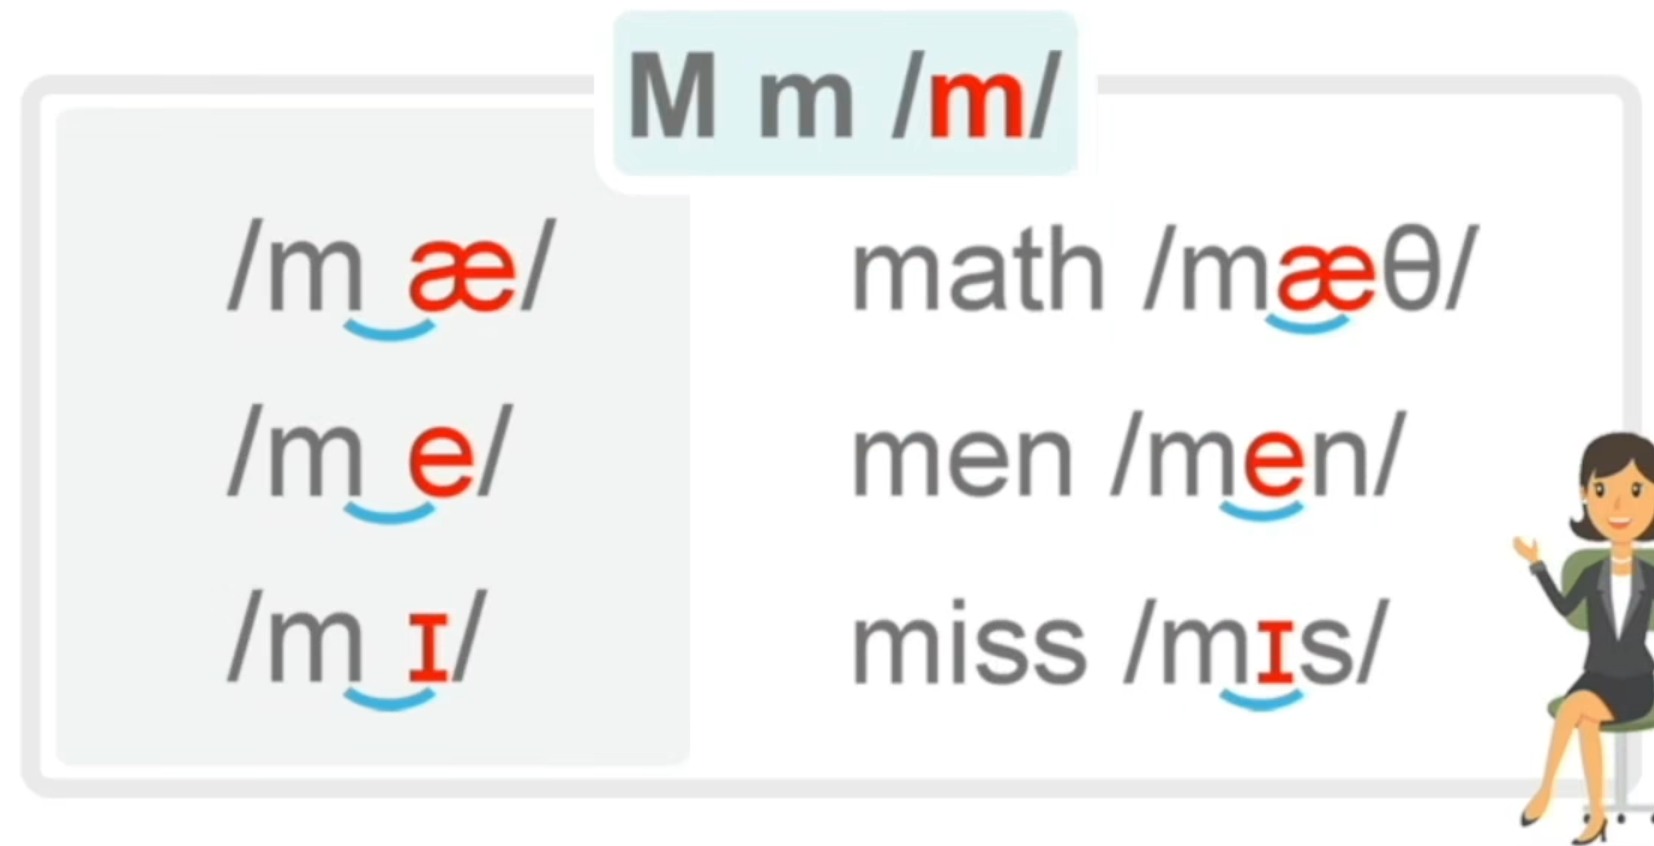 M m /m/
/m æ/ math /mæθ/
/m e/ men /men/
/m ɪ/ miss /mɪs/